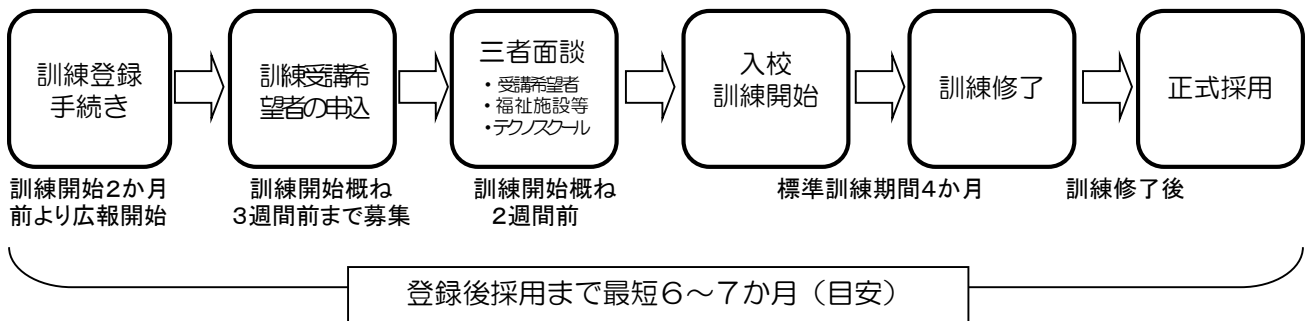 訓練登録
手続き
訓練受講希
望者の申込
三者面談
・受講希望者
・福祉施設等
・テクノスクール
入校
訓練開始
訓練修了
正式採用
訓練開始2か月
前より広報開始
訓練開始概ね
3週間前まで募集
訓練開始概ね
2週間前
標準訓練期間4か月
訓練修了後
登録後採用まで最短6～7か月（目安）